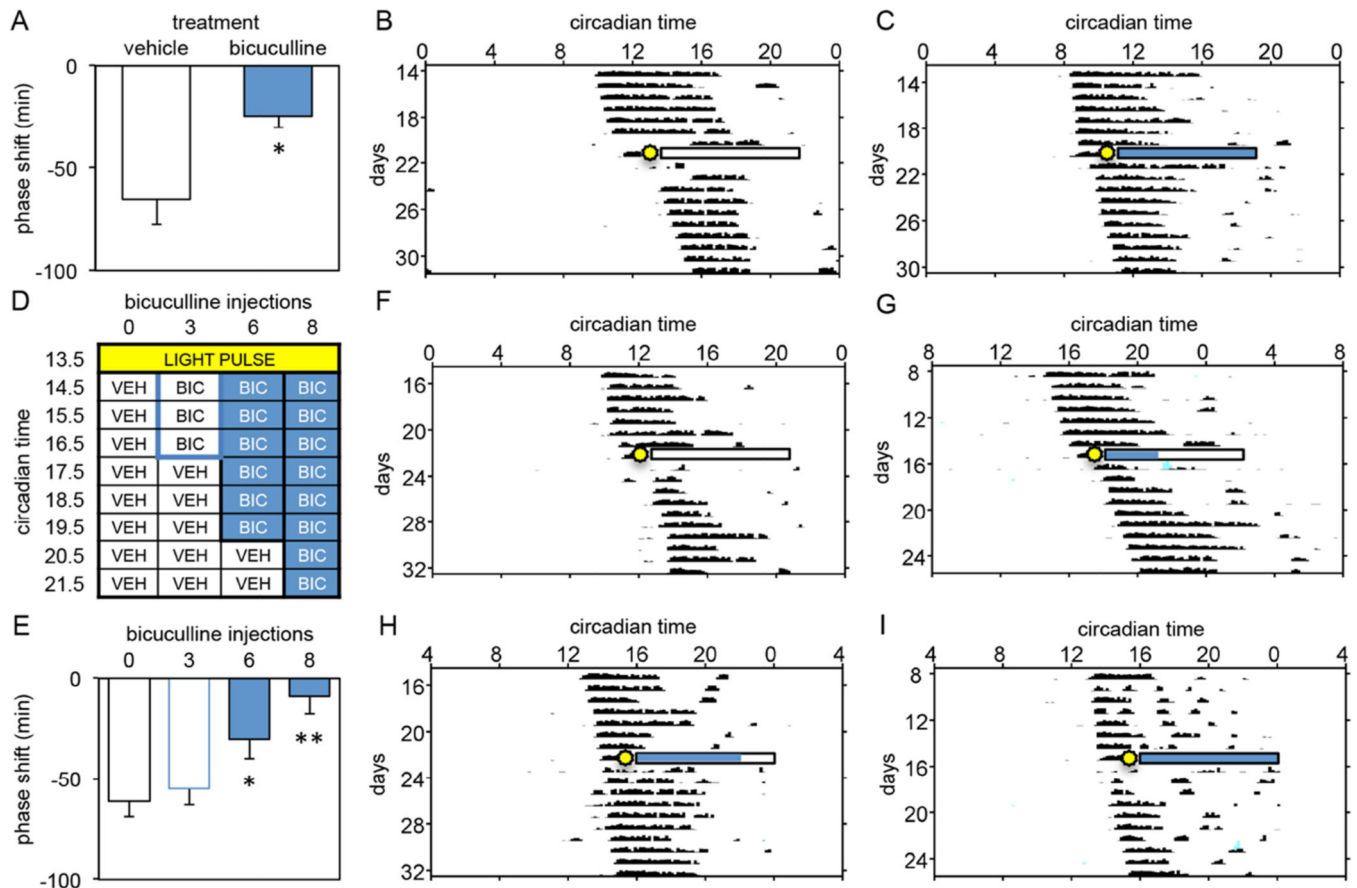 A
treatment
vehicle bicuculline
0
-50
-100
phase shift (min)
*
B
circadian time
0 4 8 12 16 20 0
14
18
22
26
30
days
C
circadian time
0 4 8 12 16 20 0
14
18
22
26
30
days
D
bicuculline injections
0 3 6 8
circadian time
13.5 LIGHT PULSE
14.5 VEH BIC BIC BIC
15.5 VEH BIC BIC BIC
16.5 VEH BIC BIC BIC
17.5 VEH VEH BIC BIC
18.5 VEH VEH BIC BIC
19.5 VEH VEH BIC BIC
20.5 VEH VEH VEH BIC
21.5 VEH VEH VEH BIC
F
circadian time
0 4 8 12 16 20 0
16
20
24
28
32
days
G
circadian time
8 12 16 20 0 4 8
8
12
16
20
24
days
E
bicuculline injections
0 3 6 8
0
-50
-100
phase shift (min)
*
**
H
circadian time
4 8 12 16 20 0 4
16
20
24
28
32
days
I
circadian time
4 8 12 16 20 0 4
8
12
16
20
24
days